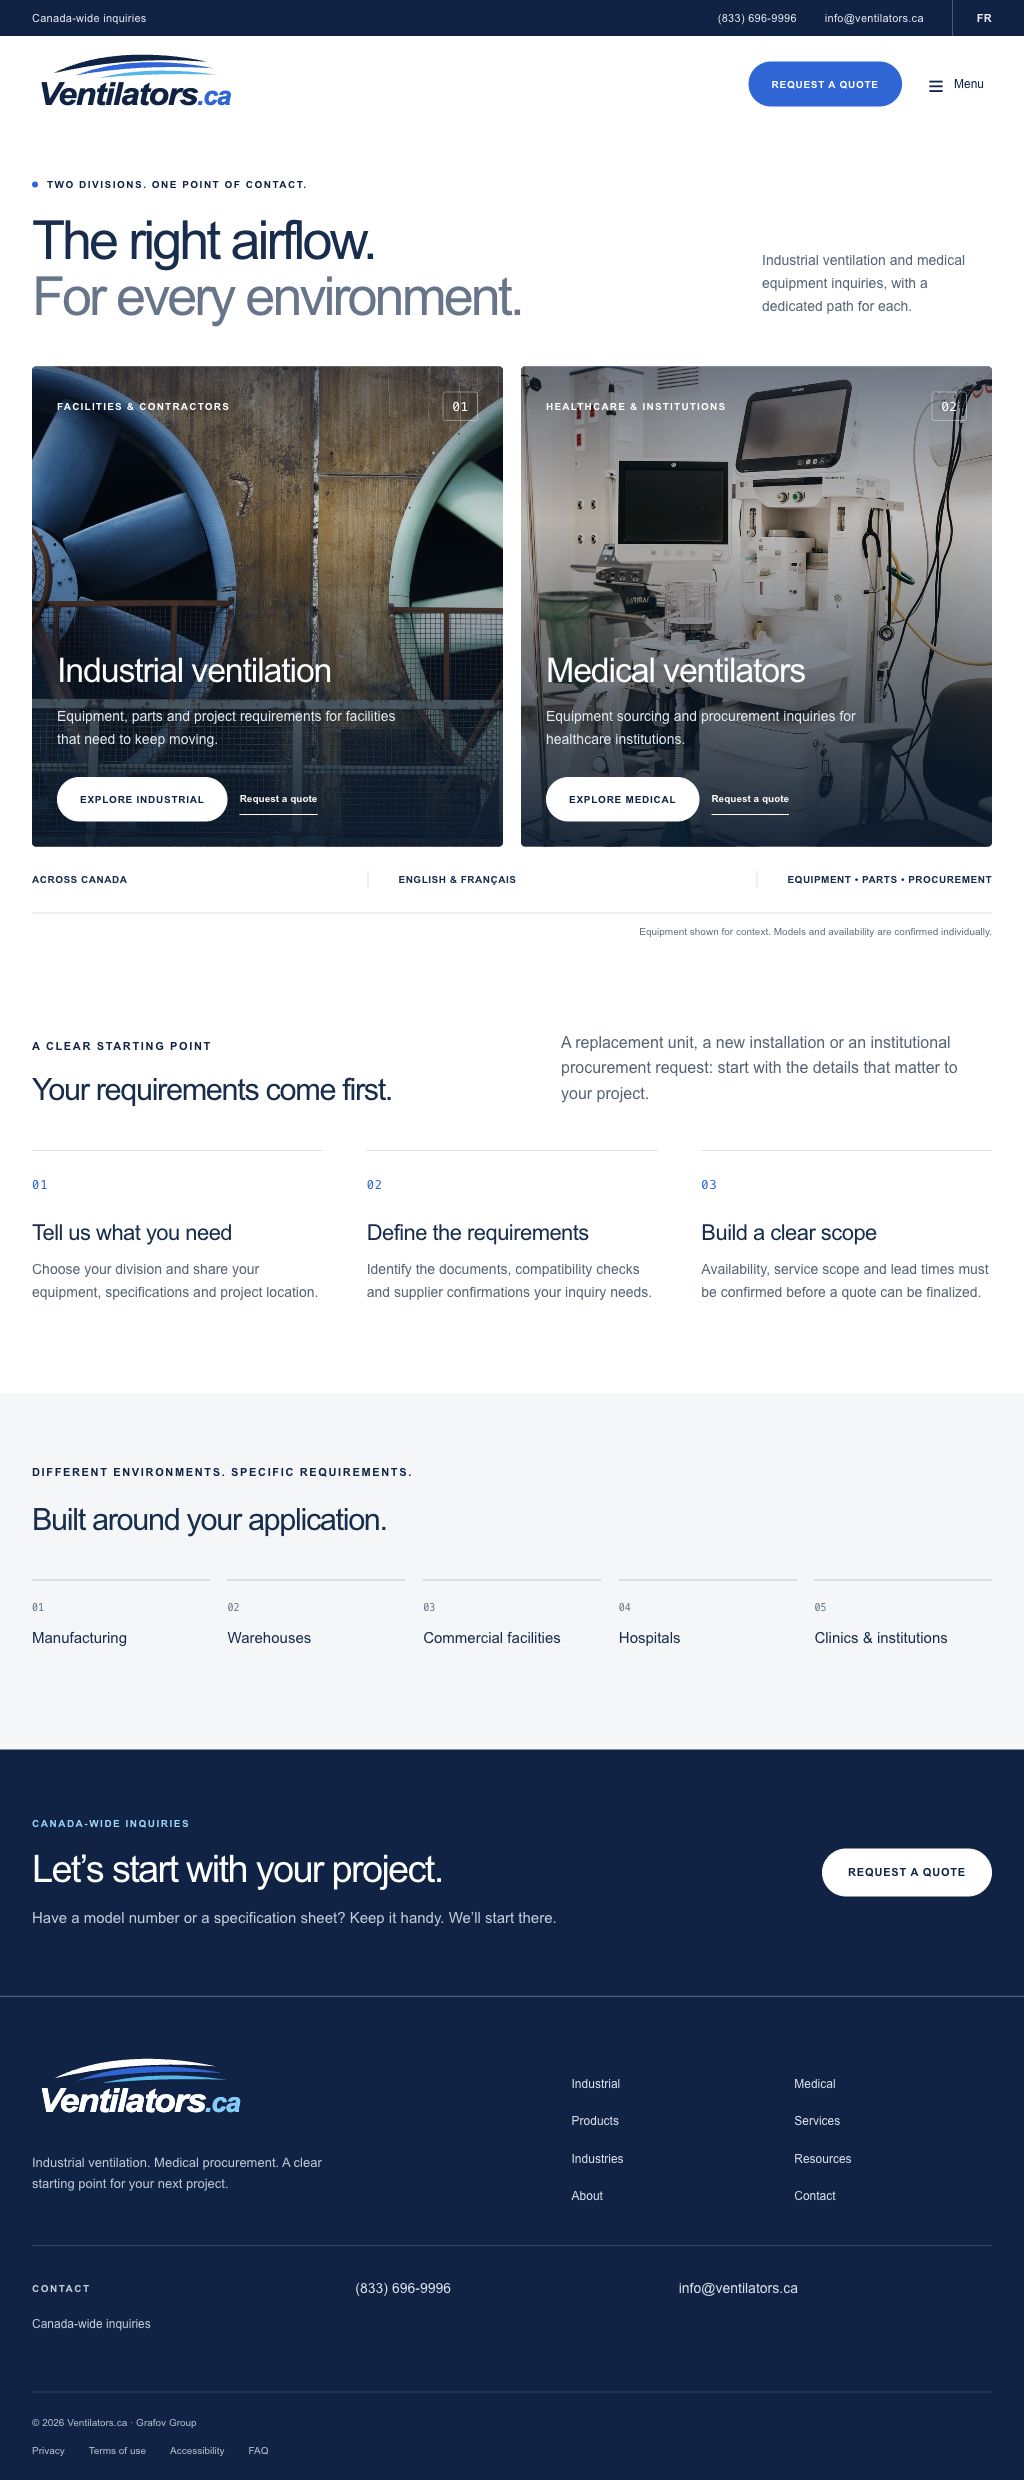 Canada-wide inquiries
(833) 696-9996
info@ventilators.ca
FR
Ventilators.ca
REQUEST A QUOTE
Menu
TWO DIVISIONS. ONE POINT OF CONTACT.
The right airflow.
For every environment.
Industrial ventilation and medical
equipment inquiries, with a
dedicated path for each.
FACILITIES & CONTRACTORS
01
Industrial ventilation
Equipment, parts and project requirements for facilities
that need to keep moving.
EXPLORE INDUSTRIAL
Request a quote
HEALTHCARE & INSTITUTIONS
02
Medical ventilators
Equipment sourcing and procurement inquiries for
healthcare institutions.
EXPLORE MEDICAL
Request a quote
ACROSS CANADA
ENGLISH & FRANÇAIS
EQUIPMENT • PARTS • PROCUREMENT
Equipment shown for context. Models and availability are confirmed individually.
A CLEAR STARTING POINT
Your requirements come first.
A replacement unit, a new installation or an institutional
procurement request: start with the details that matter to
your project.
01
Tell us what you need
Choose your division and share your
equipment, specifications and project location.
02
Define the requirements
Identify the documents, compatibility checks
and supplier confirmations your inquiry needs.
03
Build a clear scope
Availability, service scope and lead times must
be confirmed before a quote can be finalized.
DIFFERENT ENVIRONMENTS. SPECIFIC REQUIREMENTS.
Built around your application.
01
Manufacturing
02
Warehouses
03
Commercial facilities
04
Hospitals
05
Clinics & institutions
CANADA-WIDE INQUIRIES
Let’s start with your project.
Have a model number or a specification sheet? Keep it handy. We’ll start there.
REQUEST A QUOTE
Ventilators.ca
Industrial ventilation. Medical procurement. A clear
starting point for your next project.
Industrial
Medical
Products
Services
Industries
Resources
About
Contact
CONTACT
Canada-wide inquiries
(833) 696-9996
info@ventilators.ca
© 2026 Ventilators.ca · Grafov Group
Privacy
Terms of use
Accessibility
FAQ